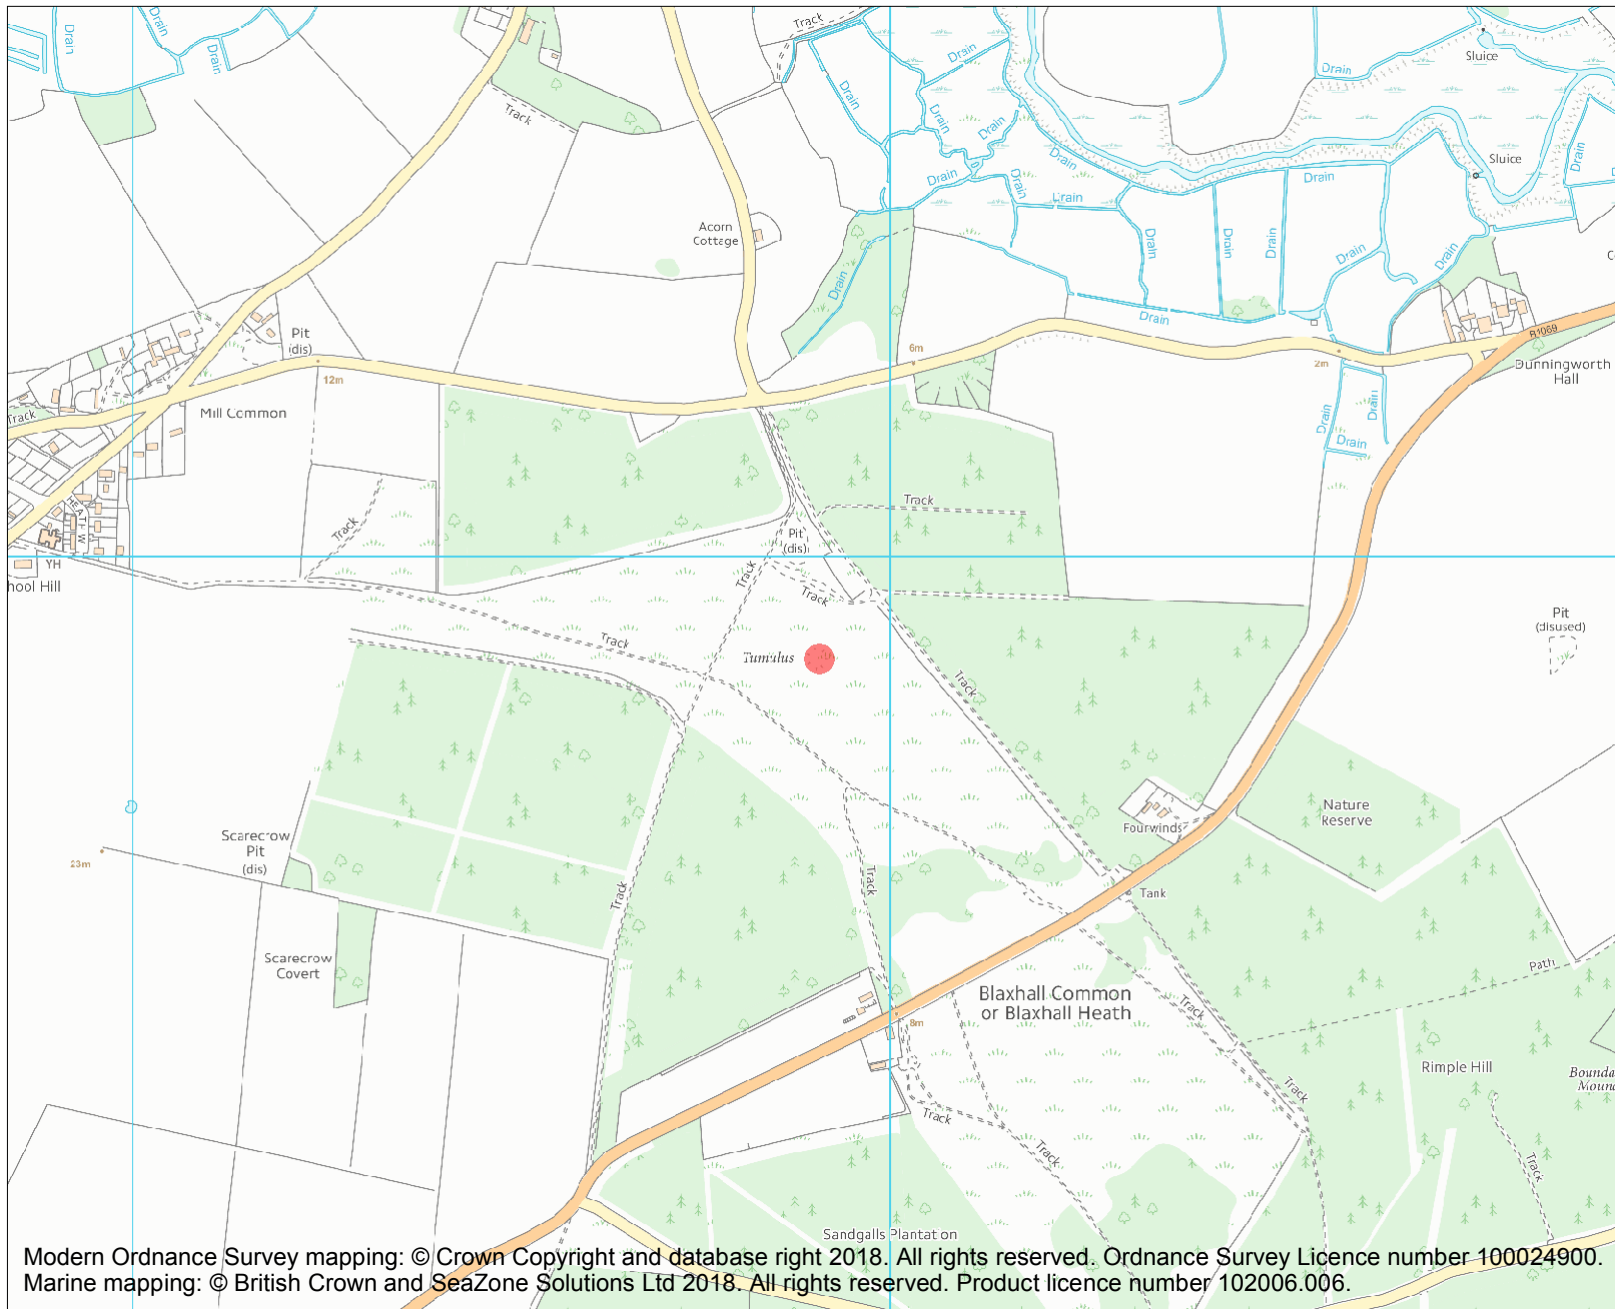 Track
Drain
Drain
Drain
Drain
Sluice
Drain
Drain
Track
Drain
Drain
Drain
Sluice
Drain
Drain
Drain
Drain
Drain
Acorn
Cottage
Drain
Drain
Drain
Drain
Drain
Drain
Drain
B1069
Pit
(dis)
6m
2m
Dunningworth
Hall
12m
Mill Common
Track
Drain
Drain
Drain
Track
Track
Pit
(dis)
YH
hool Hill
Track
Track
Pit
(disused)
Track
Tumulus
Track
Nature
Reserve
Fourwinds
Scarecrow
Pit
(dis)
23m
Track
Track
Tank
Scarecrow
Covert
Path
Blaxhall Common
or Blaxhall Heath
Track
8m
Rimple Hill
Track
Track
Track
Track
Sandgalls Plantation
Modern Ordnance Survey mapping: © Crown Copyright and database right 2018. All rights reserved. Ordnance Survey Licence number 100024900.
Marine mapping: © British Crown and SeaZone Solutions Ltd 2018. All rights reserved. Product licence number 102006.006.